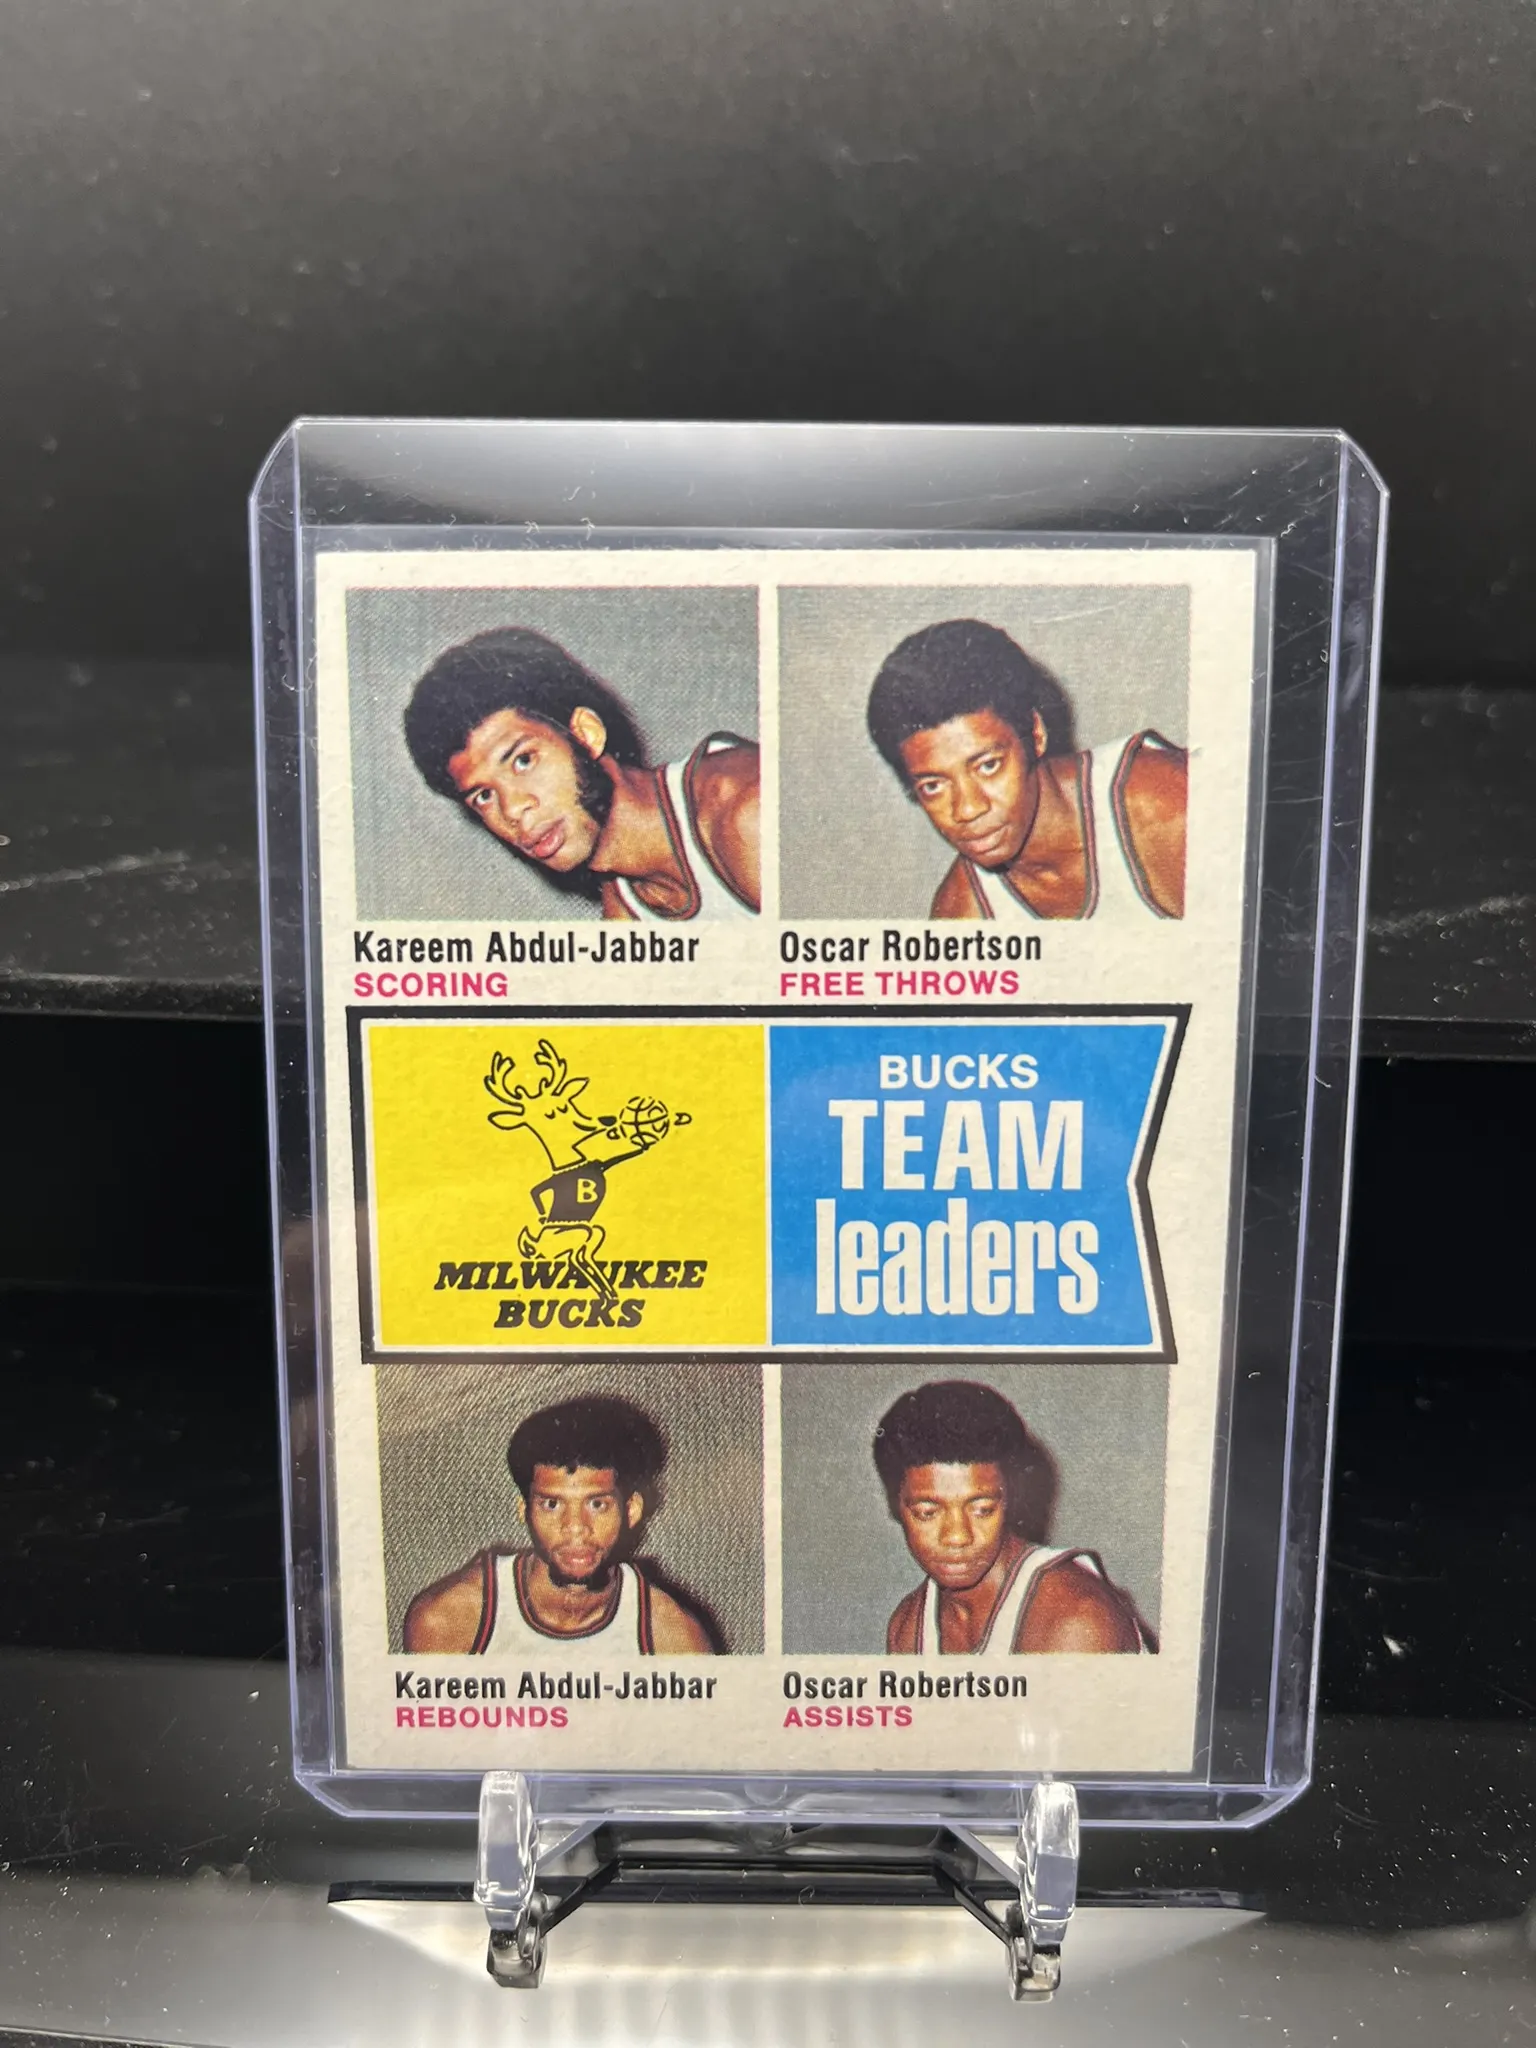 Kareem Abdul-Jabbar
SCORING
Oscar Robertson
FREE THROWS
B
MILWAUKEE
BUCKS
BUCKS
TEAM
leaders
Kareem Abdul-Jabbar
REBOUNDS
Oscar Robertson
ASSISTS